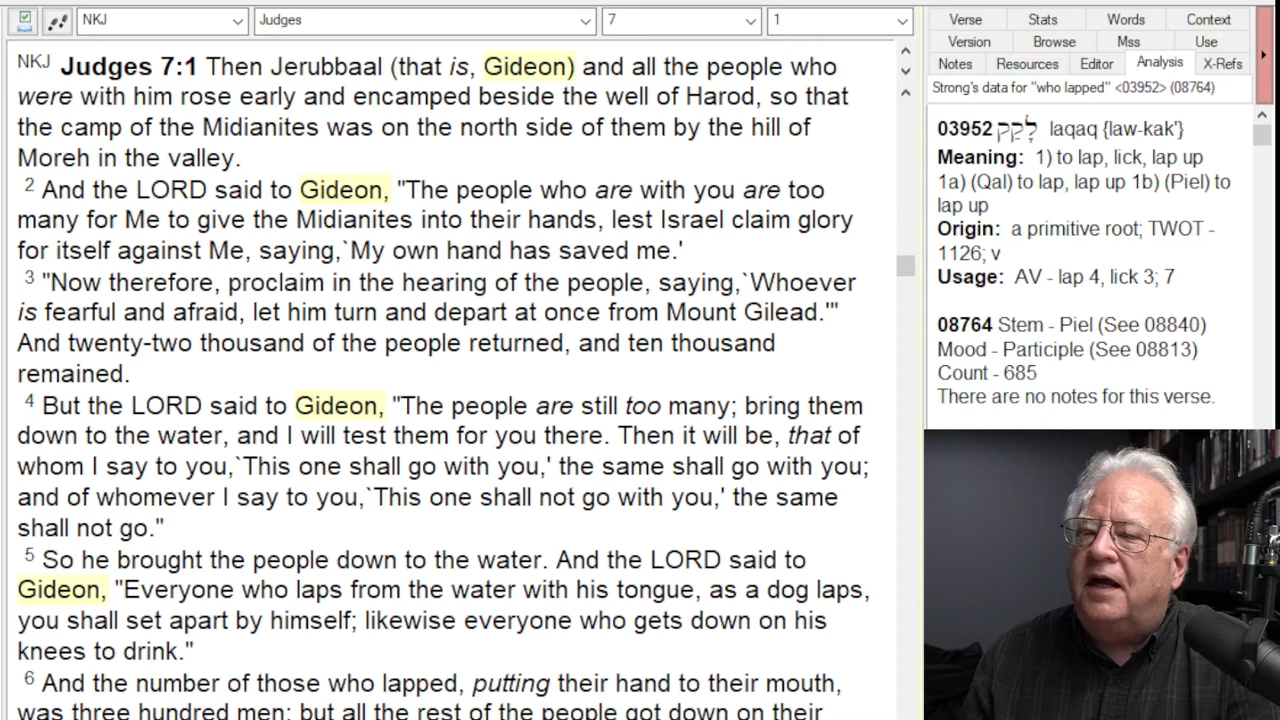 NKJ
Judges
7
1
NKJ Judges 7:1 Then Jerubbaal (that is, Gideon) and all the people who
were with him rose early and encamped beside the well of Harod, so that
the camp of the Midianites was on the north side of them by the hill of
Moreh in the valley.
2 And the LORD said to Gideon, "The people who are with you are too
many for Me to give the Midianites into their hands, lest Israel claim glory
for itself against Me, saying,`My own hand has saved me.'
3 "Now therefore, proclaim in the hearing of the people, saying,`Whoever
is fearful and afraid, let him turn and depart at once from Mount Gilead.'"
And twenty-two thousand of the people returned, and ten thousand
remained.
4 But the LORD said to Gideon, "The people are still too many; bring them
down to the water, and I will test them for you there. Then it will be, that of
whom I say to you,`This one shall go with you,' the same shall go with you;
and of whomever I say to you,`This one shall not go with you,' the same
shall not go."
5 So he brought the people down to the water. And the LORD said to
Gideon, "Everyone who laps from the water with his tongue, as a dog laps,
you shall set apart by himself; likewise everyone who gets down on his
knees to drink."
6 And the number of those who lapped, putting their hand to their mouth,
was three hundred men; but all the rest of the people got down on their
Verse Stats Words Context
Version Browse Mss Use
Notes Resources Editor Analysis X-Refs
Strong's data for "who lapped" <03952> (08764)
03952 לָקַק laqaq {law-kak'}
Meaning: 1) to lap, lick, lap up
1a) (Qal) to lap, lap up 1b) (Piel) to
lap up
Origin: a primitive root; TWOT -
1126; v
Usage: AV - lap 4, lick 3; 7
08764 Stem - Piel (See 08840)
Mood - Participle (See 08813)
Count - 685
There are no notes for this verse.